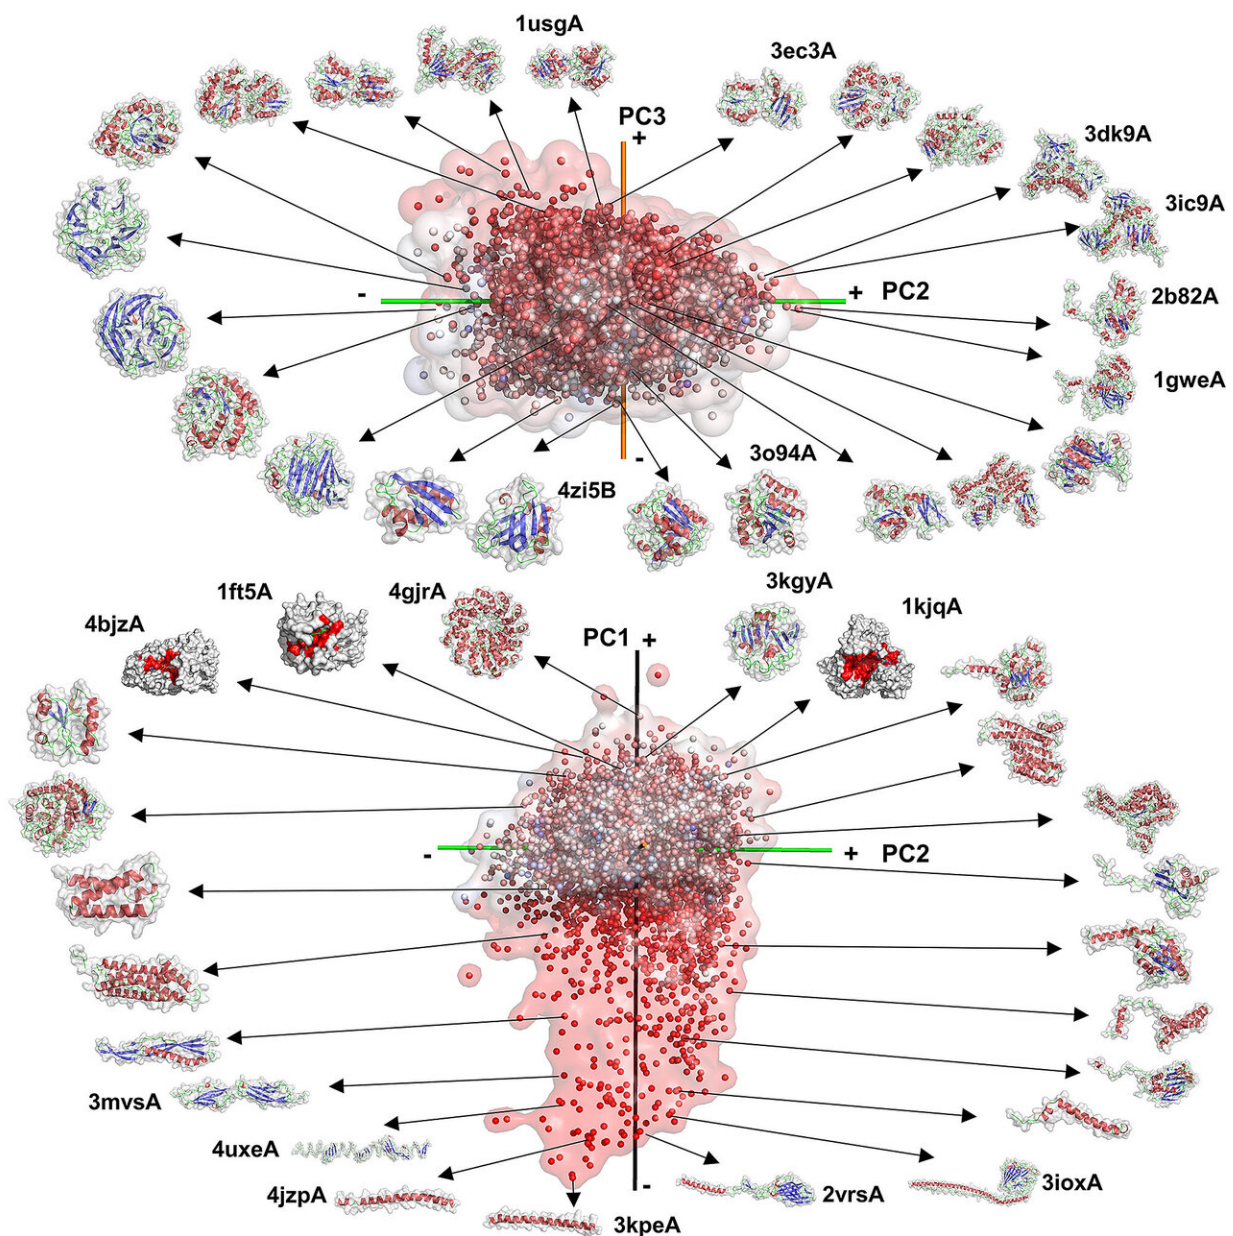 1usgA
3ec3A
PC3
+
3dk9A
3ic9A
- + PC2
2b82A
1gweA
3o94A
4zi5B
-
1ft5A
4gjrA
3kgyA
1kjqA
4bjzA
PC1 +
- + PC2
3mvsA
4uxeA
4jzpA
3kpeA
-
2vrsA
3ioxA